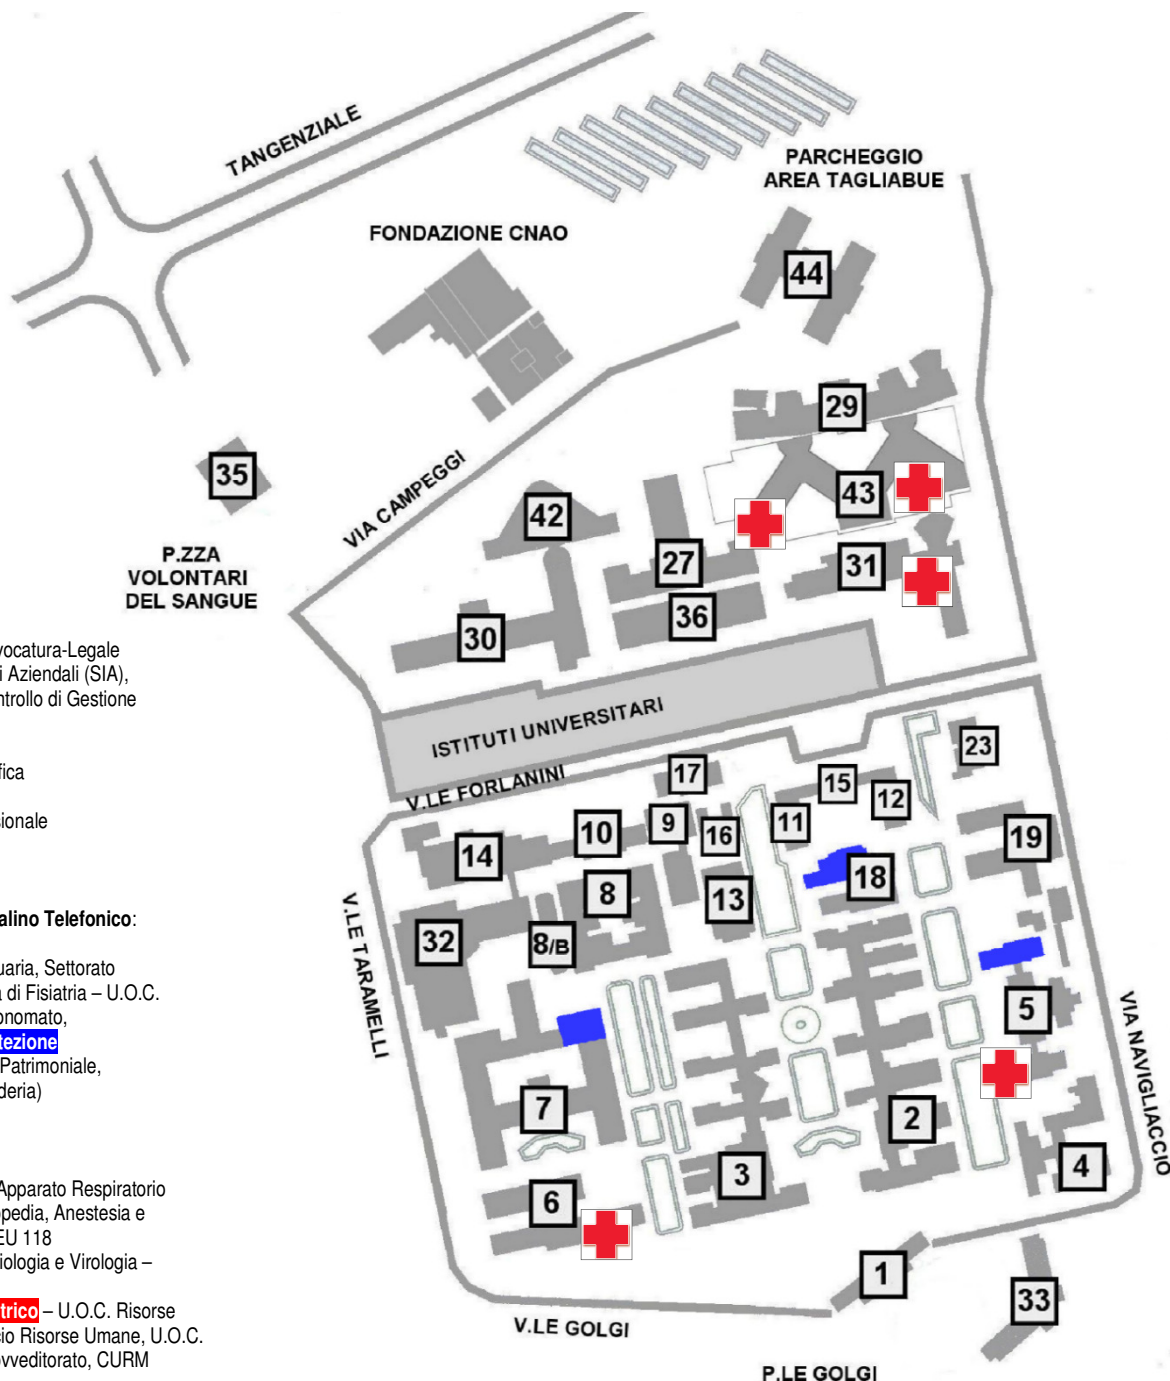 TANGENZIALE
PARCHEGGIO
AREA TAGLIABUE
FONDAZIONE CNAO
44
29
35
VIA CAMPEGGI
43
42
P.ZZA
VOLONTARI
DEL SANGUE
27
31
36
30
vocatura-Legale
i Aziendali (SIA),
ntrollo di Gestione
ISTITUTI UNIVERSITARI
23
fica
V.LE FORLANINI
17
15
12
sionale
10
9
16
11
19
14
8
13
18
alino Telefonico:
V.LE TARAMELLI
32
8/B
uaria, Settorato
a di Fisiatria – U.O.C.
onomato,
tezione
Patrimoniale,
deria)
5
VIA NAVIGLIACCIO
7
2
3
4
Apparato Respiratorio
opedia, Anestesia e
EU 118
iologia e Virologia –
6
trico – U.O.C. Risorse
cio Risorse Umane, U.O.C.
ovveditorato, CURM
1
33
V.LE GOLGI
P.LE GOLGI